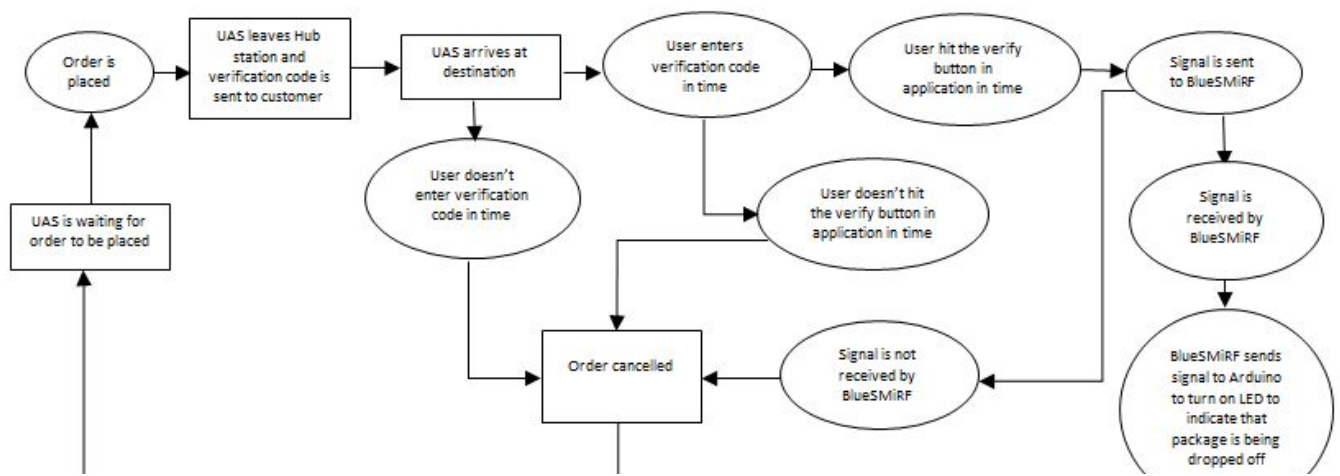 Order is
placed
UAS leaves Hub
station and
verification code is
sent to customer
UAS arrives at
destination
User enters
verification code
in time
User hit the verify
button in
application in time
Signal is sent
to BlueSMiRF
User doesn't
enter verification
code in time
User doesn't hit
the verify button in
application in time
Signal is
received by
BlueSMiRF
UAS is waiting for
order to be placed
Order cancelled
Signal is not
received by
BlueSMiRF
BlueSMiRF sends
signal to Arduino
to turn on LED to
indicate that
package is being
dropped off